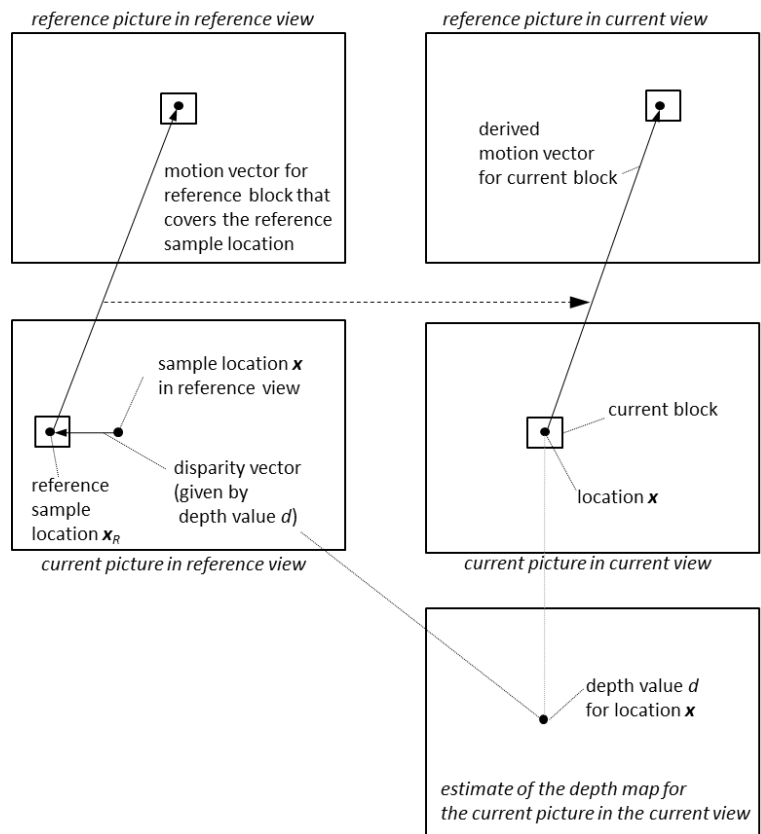 reference picture in reference view
reference picture in current view
motion vector for
reference block that
covers the reference
sample location
derived
motion vector
for current block
sample location x
in reference view
disparity vector
(given by
depth value d)
reference
sample
location xR
current block
location x
current picture in reference view
current picture in current view
depth value d
for location x
estimate of the depth map for
the current picture in the current view